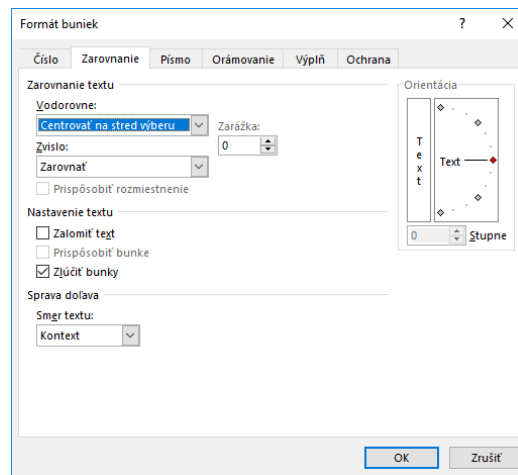 Formát buniek ? ×
Číslo Zarovnanie Písmo Orámovanie Výplň Ochrana
Zarovnanie textu
Vodorovne:
Centrovať na stred výberu
Zarážka:
Zvislo:
0
Zarovnať
Prispôsobiť rozmiestnenie
Nastavenie textu
Zalomiť text
Prispôsobiť bunke
Zlúčiť bunky
Sprava doľava
Smer textu:
Kontext
Orientácia
Text
Text
0 Stupne
OK Zrušiť